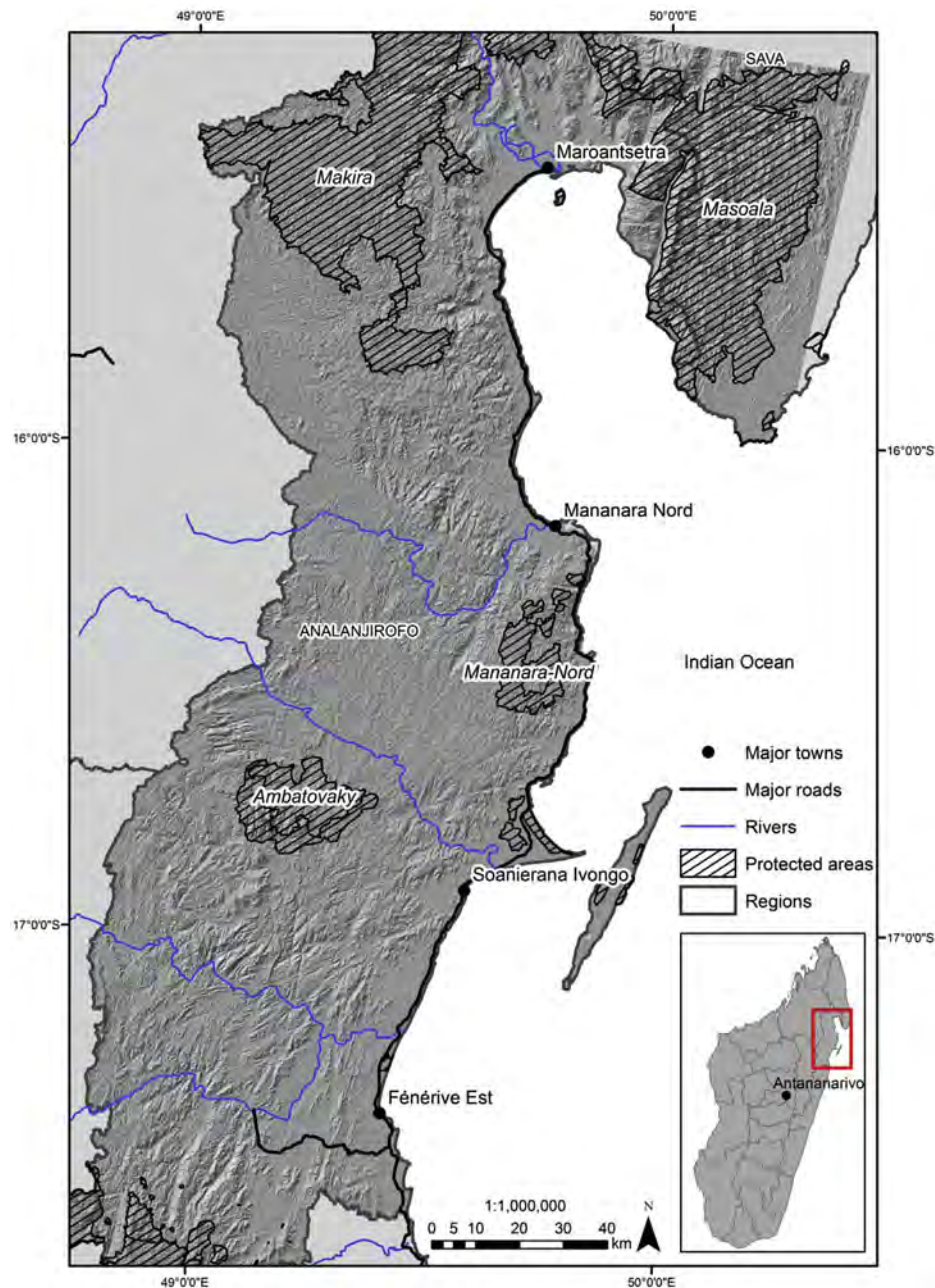 49°0'0"E
50°0'0"E
SAVA
Maroantsetra
Makira
Masoala
16°0'0"S
16°0'0"S
Mananara Nord
ANALANJIROFO
Mananara-Nord
Indian Ocean
Major towns
Major roads
Rivers
Protected areas
Regions
Ambatovaky
Soanierana Ivongo
17°0'0"S
17°0'0"S
Antananarivo
Fénérive Est
1:1,000,000
N
0 5 10 20 30 40
km
49°0'0"E
50°0'0"E